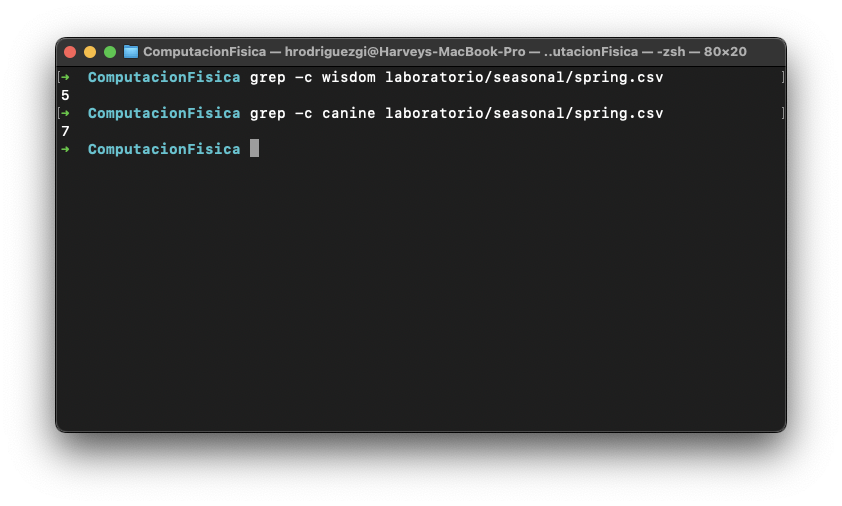 ComputacionFisica — hrodriguezgi@Harveys-MacBook-Pro — ..utacionFisica — -zsh — 80×20
[➜  ComputacionFisica grep -c wisdom laboratorio/seasonal/spring.csv ]
5
[➜  ComputacionFisica grep -c canine laboratorio/seasonal/spring.csv ]
7
➜  ComputacionFisica